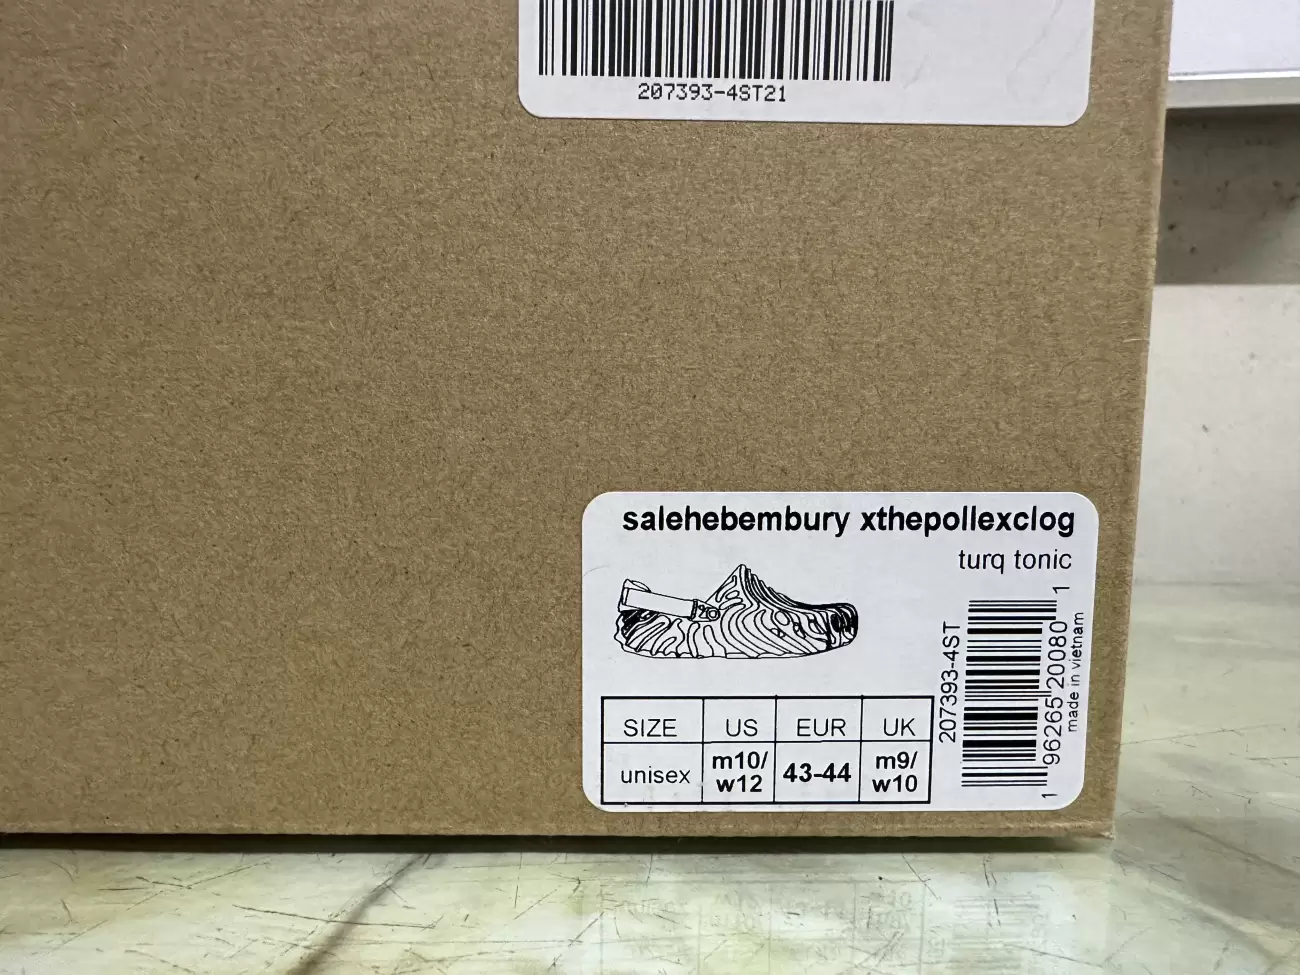 207393-4ST21
salehebembury xthepollexclog
turq tonic
SIZE US EUR UK
unisex m10/ w12 43-44 m9/ w10
207393-4ST
1 96265 20080 1
made in vietnam